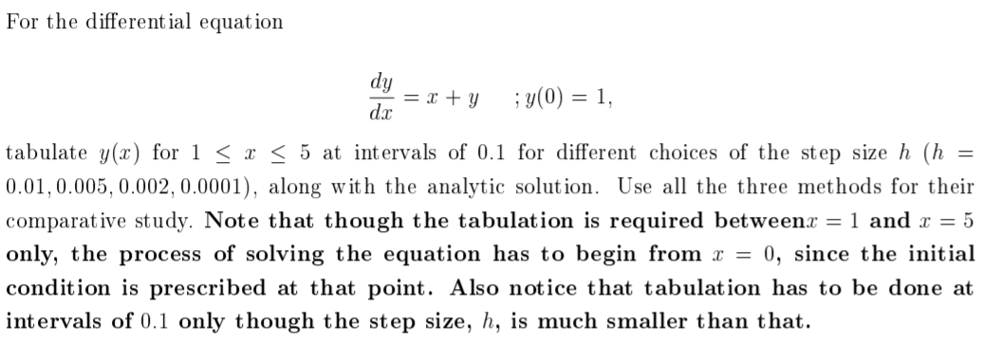 For the differential equation
dy/dx = x + y ; y(0) = 1,
tabulate y(x) for 1 ≤ x ≤ 5 at intervals of 0.1 for different choices of the step size h (h =
0.01, 0.005, 0.002, 0.0001), along with the analytic solution. Use all the three methods for their
comparative study. Note that though the tabulation is required betweenx = 1 and x = 5
only, the process of solving the equation has to begin from x = 0, since the initial
condition is prescribed at that point. Also notice that tabulation has to be done at
intervals of 0.1 only though the step size, h, is much smaller than that.